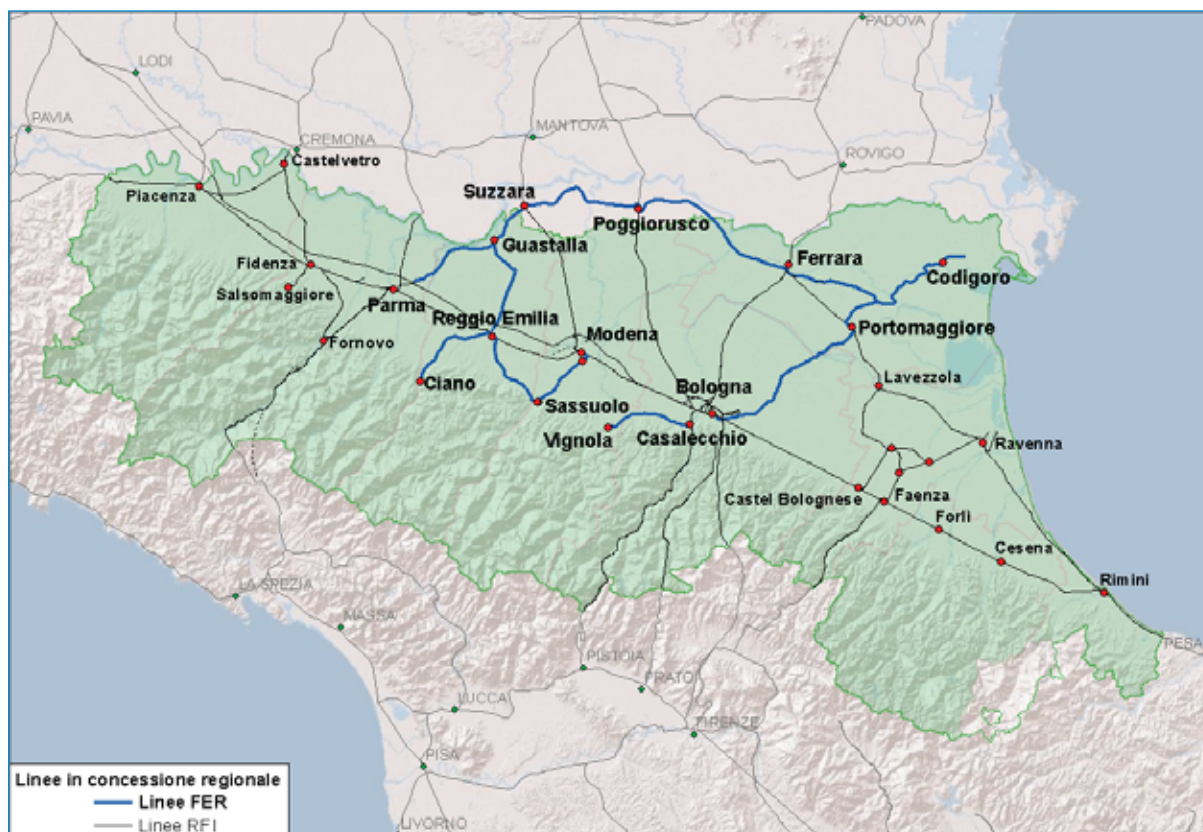 PADOVA
LODI
PAVIA
MANTOVA
CREMONA
Castelvetro
ROVIGO
Piacenza
Suzzara
Poggiorusco
Guastalla
Ferrara
Fidenza
Codigoro
Salsomaggiore
Parma
Reggio Emilia
Portomaggiore
Fornovo
Modena
Ciano
Lavezzola
Bologna
Sassuolo
Vignola
Casalecchio
Ravenna
Castel Bolognese
Faenza
Forlì
Cesena
Rimini
LA SPEZIA
MASSA
PESA
PISTOIA
PRATO
LUCCA
FIRENZE
PISA
Linee in concessione regionale
Linee FER
Linee RFI
LIVORNO